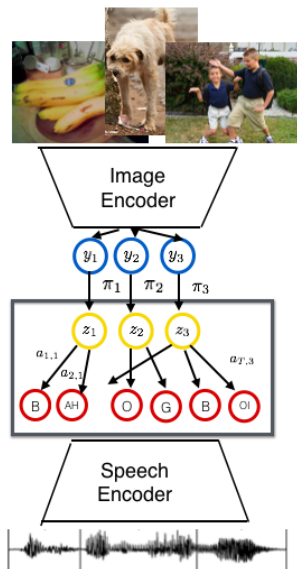 Image
Encoder
y₁ y₂ y₃
π₁ π₂ π₃
z₁ z₂ z₃
a₁,₁ a₂,₁ a_T,₃
B AH O G B OI
Speech
Encoder